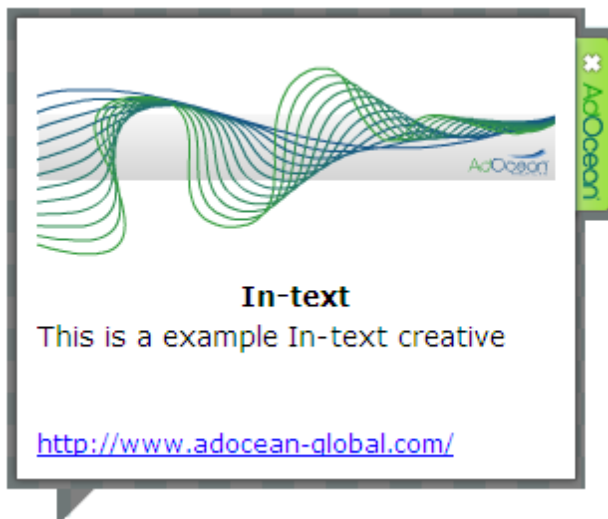 AdOcean
AdOcean
In-text
This is a example In-text creative
http://www.adocean-global.com/